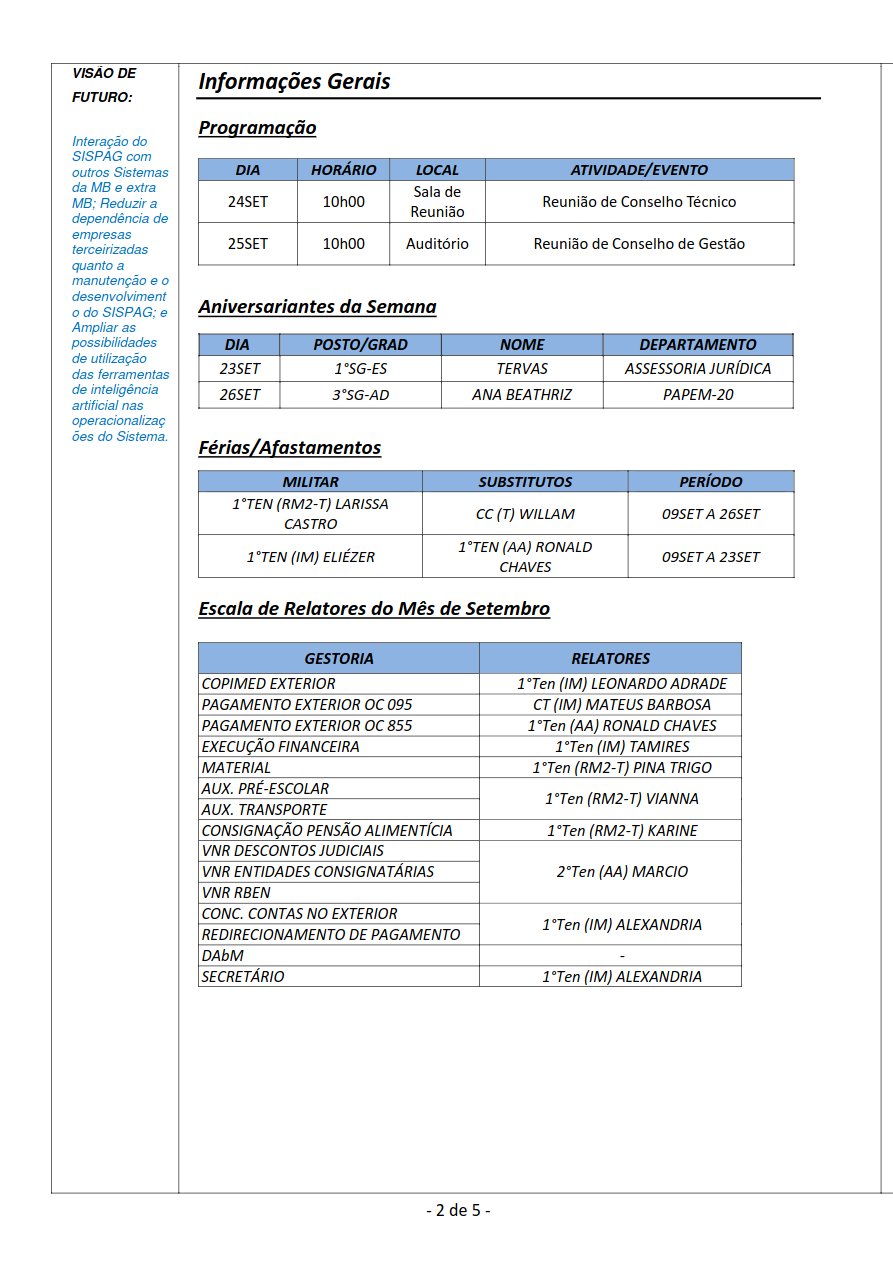 VISÃO DE
FUTURO:
Interação do
SISPAG com
outros Sistemas
da MB e extra
MB; Reduzir a
dependência de
empresas
terceirizadas
quanto a
manutenção e o
desenvolviment
o do SISPAG; e
Ampliar as
possibilidades
de utilização
das ferramentas
de inteligência
artificial nas
operacionalizaç
ões do Sistema.
Informações Gerais
Programação
DIA HORÁRIO LOCAL ATIVIDADE/EVENTO
24SET 10h00 Sala de Reunião Reunião de Conselho Técnico
25SET 10h00 Auditório Reunião de Conselho de Gestão
Aniversariantes da Semana
DIA POSTO/GRAD NOME DEPARTAMENTO
23SET 1°SG-ES TERVAS ASSESSORIA JURÍDICA
26SET 3°SG-AD ANA BEATHRIZ PAPEM-20
Férias/Afastamentos
MILITAR SUBSTITUTOS PERÍODO
1°TEN (RM2-T) LARISSA CASTRO CC (T) WILLAM 09SET A 26SET
1°TEN (IM) ELIÉZER 1°TEN (AA) RONALD CHAVES 09SET A 23SET
Escala de Relatores do Mês de Setembro
GESTORIA RELATORES
COPIMED EXTERIOR 1°Ten (IM) LEONARDO ADRADE
PAGAMENTO EXTERIOR OC 095 CT (IM) MATEUS BARBOSA
PAGAMENTO EXTERIOR OC 855 1°Ten (AA) RONALD CHAVES
EXECUÇÃO FINANCEIRA 1°Ten (IM) TAMIRES
MATERIAL 1°Ten (RM2-T) PINA TRIGO
AUX. PRÉ-ESCOLAR
1°Ten (RM2-T) VIANNA
AUX. TRANSPORTE
CONSIGNAÇÃO PENSÃO ALIMENTÍCIA 1°Ten (RM2-T) KARINE
VNR DESCONTOS JUDICIAIS
VNR ENTIDADES CONSIGNATÁRIAS 2°Ten (AA) MARCIO
VNR RBEN
CONC. CONTAS NO EXTERIOR
1°Ten (IM) ALEXANDRIA
REDIRECIONAMENTO DE PAGAMENTO
DAbM -
SECRETÁRIO 1°Ten (IM) ALEXANDRIA
- 2 de 5 -